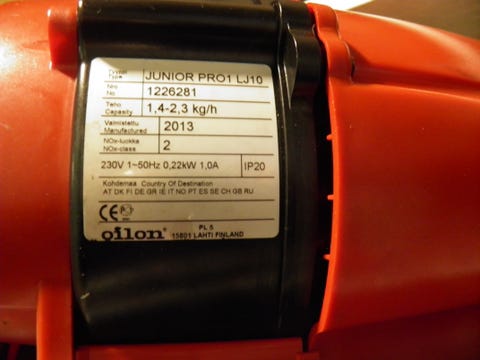 Tyyppi
Type JUNIOR PRO1 LJ10
Nro
No 1226281
Teho
Capacity 1,4-2,3 kg/h
Valmistettu
Manufactured 2013
NOx-luokka
NOx-class 2
230V 1~50Hz 0,22kW 1,0A IP20
Kohdemaa Country Of Destination
AT DK FI DE GR IE IT NO PT ES SE CH GB RU
CE
oilon PL 5
15801 LAHTI FINLAND